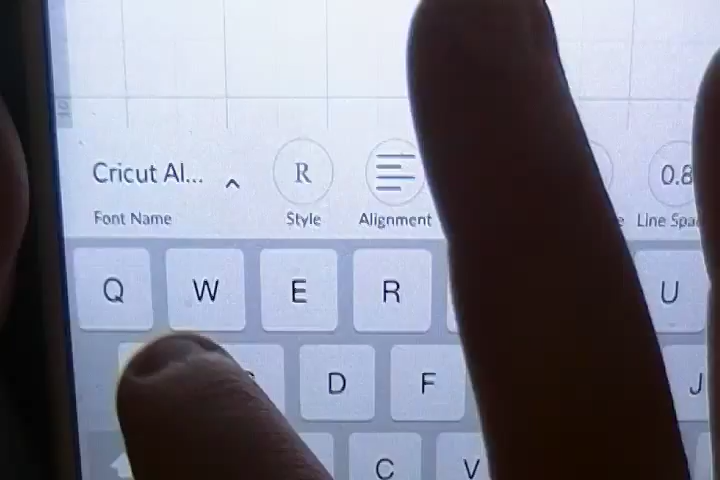 Cricut Al...
R
0.8
Font Name
Style
Alignment
Line Spa
Q W E R U
D F J
C V